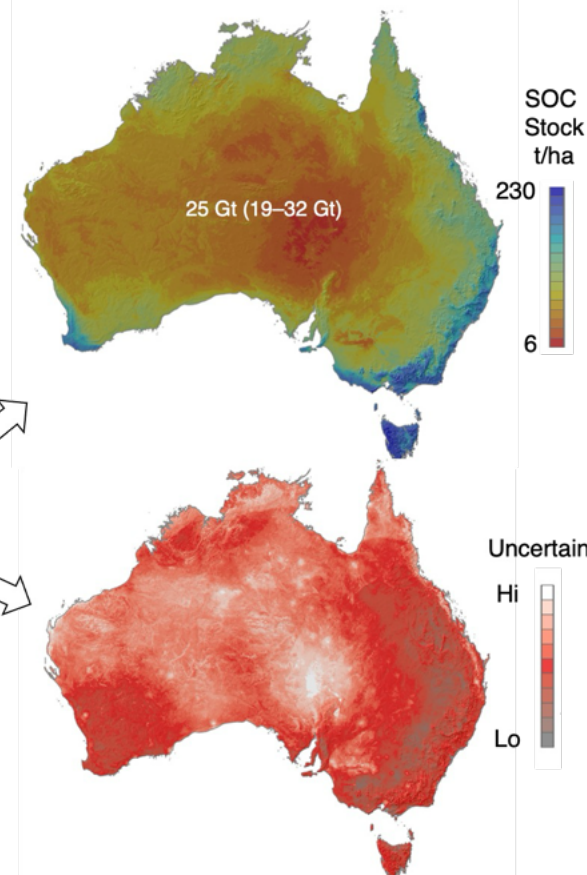 SOC
Stock
t/ha
230
25 Gt (19–32 Gt)
6
Uncertain
Hi
Lo